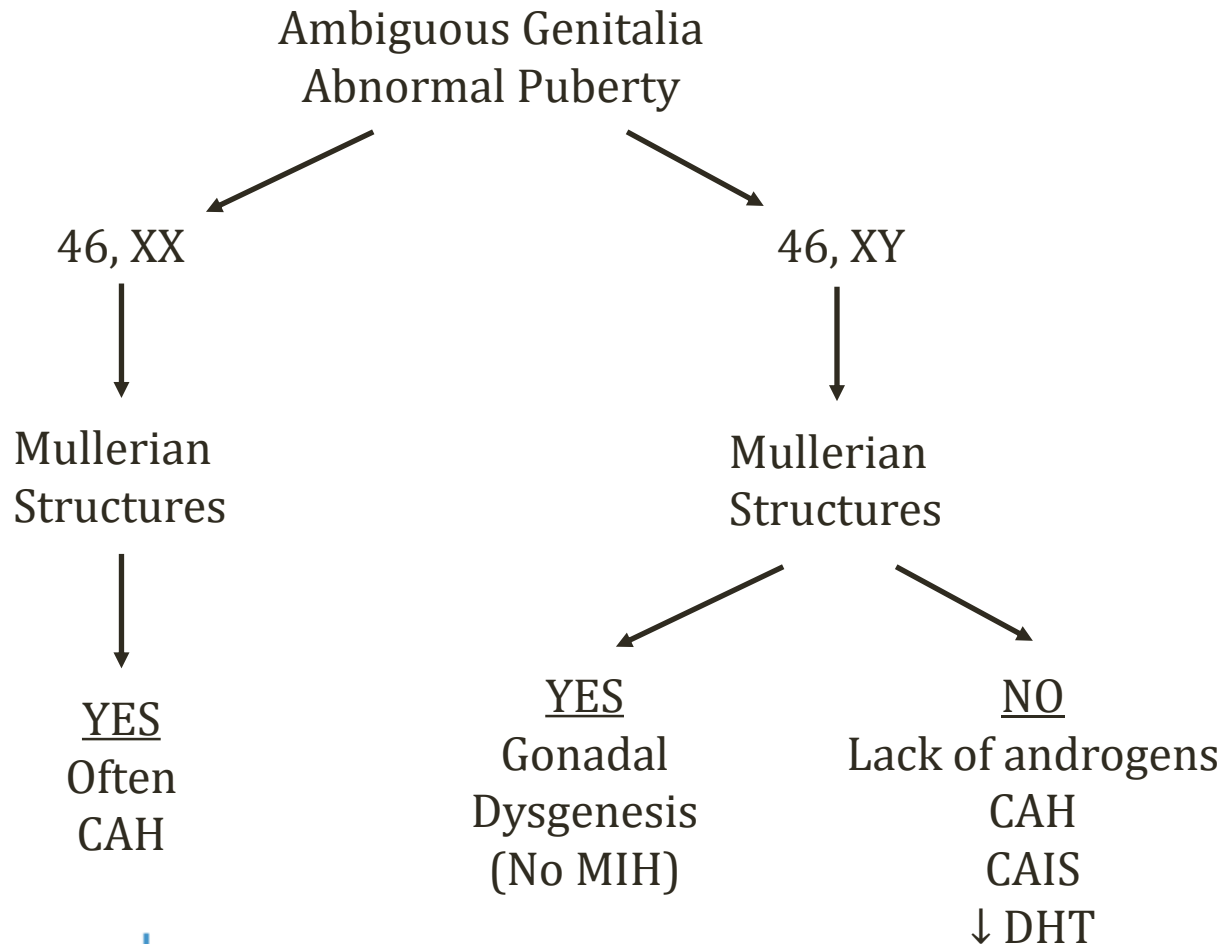 Ambiguous Genitalia
Abnormal Puberty
46, XX
46, XY
Mullerian
Structures
Mullerian
Structures
YES
Often
CAH
YES
Gonadal
Dysgenesis
(No MIH)
NO
Lack of androgens
CAH
CAIS
↓ DHT